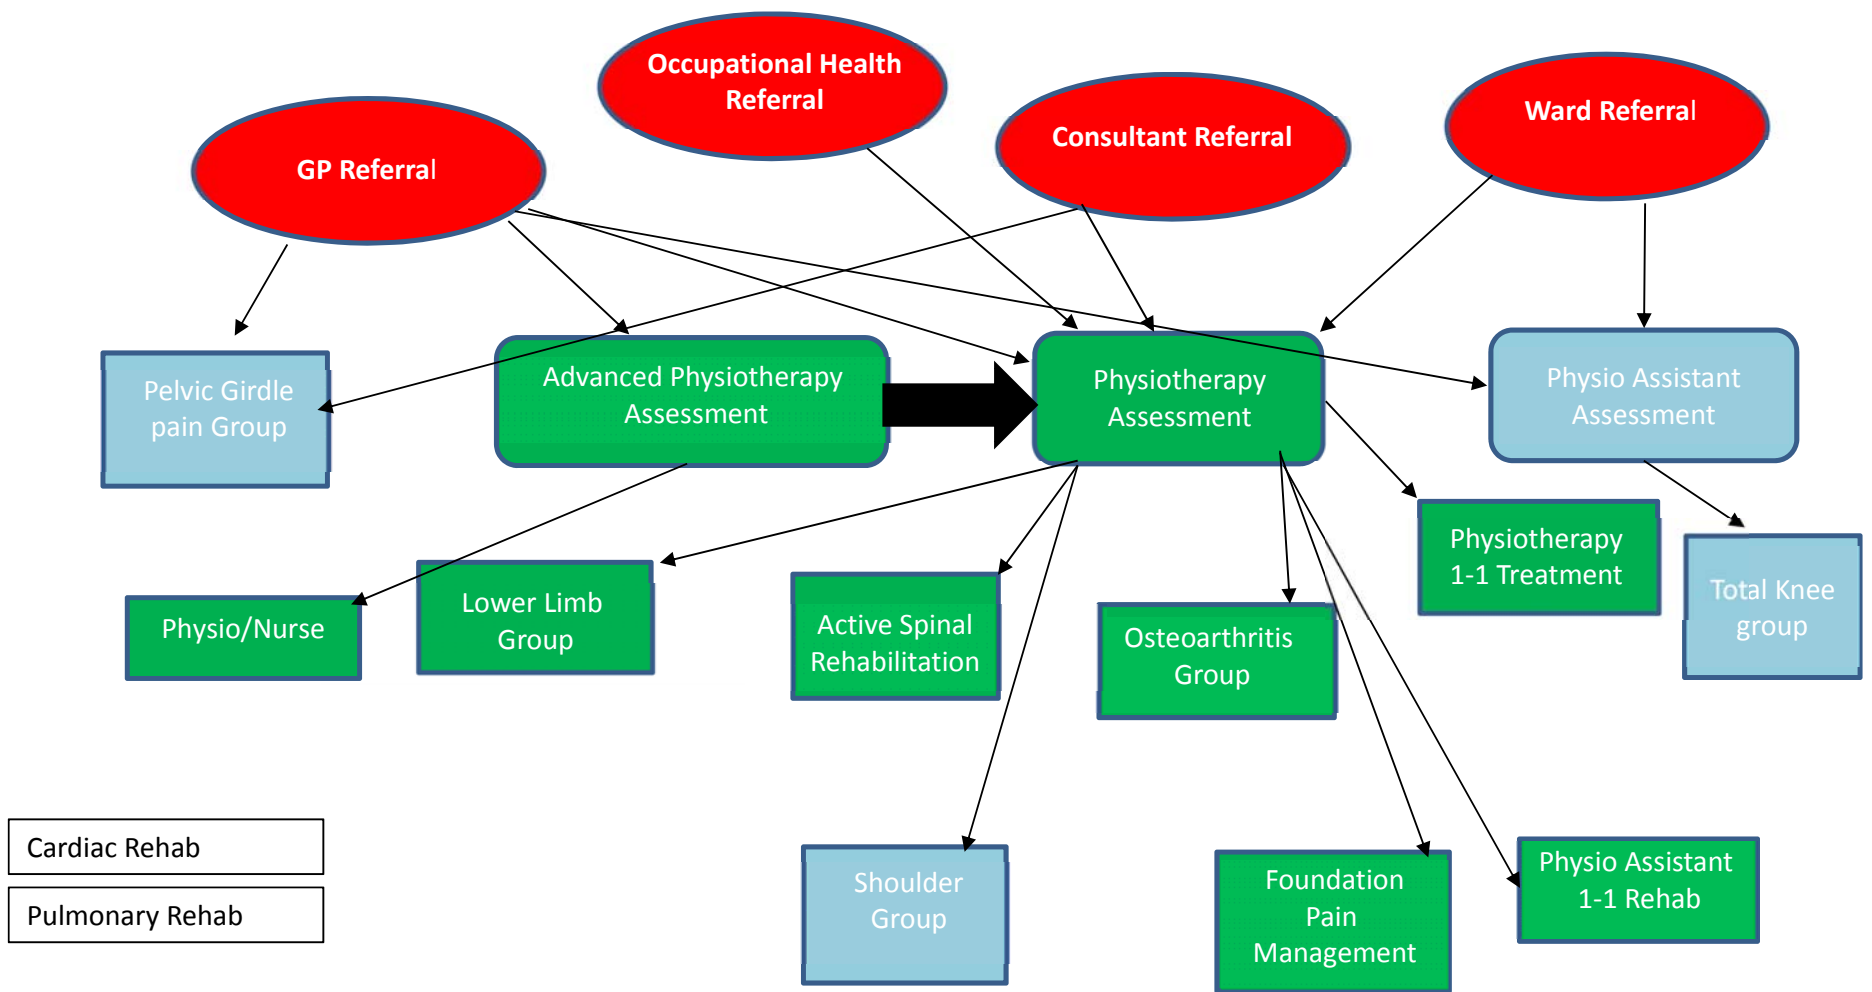 Occupational Health
Referral
Consultant Referral
Ward Referral
GP Referral
Pelvic Girdle
pain Group
Advanced Physiotherapy
Assessment
Physiotherapy
Assessment
Physio Assistant
Assessment
Physio/Nurse
Lower Limb
Group
Active Spinal
Rehabilitation
Osteoarthritis
Group
Physiotherapy
1-1 Treatment
Total Knee
group
Cardiac Rehab
Pulmonary Rehab
Shoulder
Group
Foundation
Pain
Management
Physio Assistant
1-1 Rehab